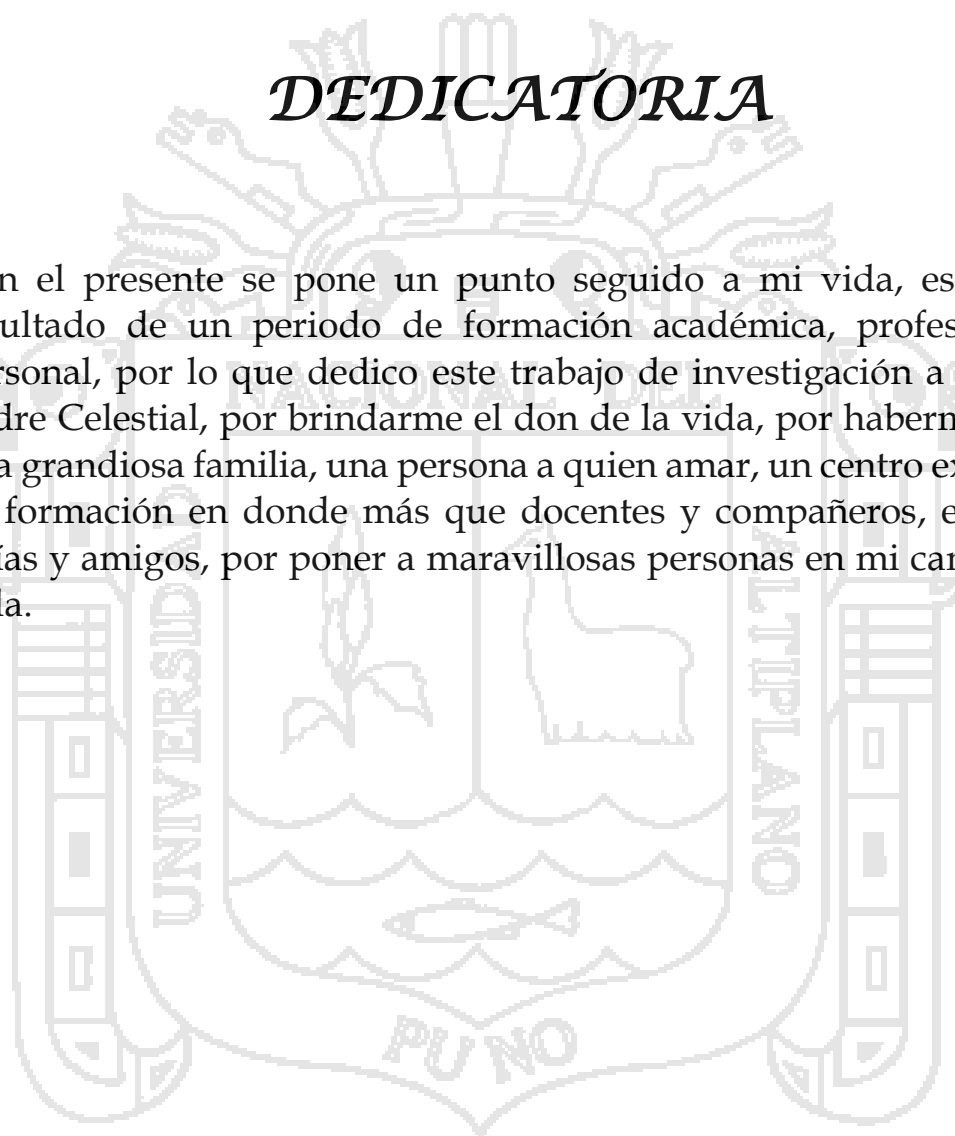 DEDICATORIA
n el presente se pone un punto seguido a mi vida, es
ultado de un periodo de formación académica, profes
rsonal, por lo que dedico este trabajo de investigación a
dre Celestial, por brindarme el don de la vida, por habern
a grandiosa familia, una persona a quien amar, un centro ex
formación en donde más que docentes y compañeros, e
ías y amigos, por poner a maravillosas personas en mi car
la.
UNIVERSIDAD
NACIONAL DEL
ALTIPLANO
PUNO